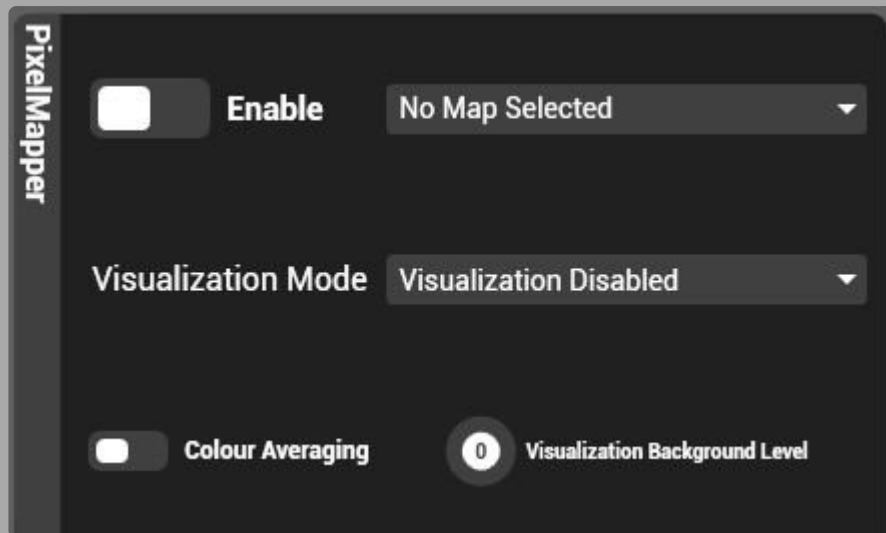 PixelMapper
Enable
No Map Selected
Visualization Mode
Visualization Disabled
Colour Averaging
0
Visualization Background Level